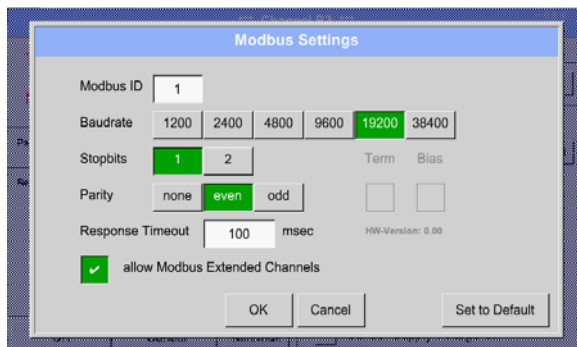 *** Channel B3 ***
Modbus Settings
Modbus ID 1
Baudrate 1200 2400 4800 9600 19200 38400
Stopbits 1 2 Term Bias
Parity none even odd
Response Timeout 100 msec HW-Version: 0.00
✔ allow Modbus Extended Channels
OK Cancel Set to Default